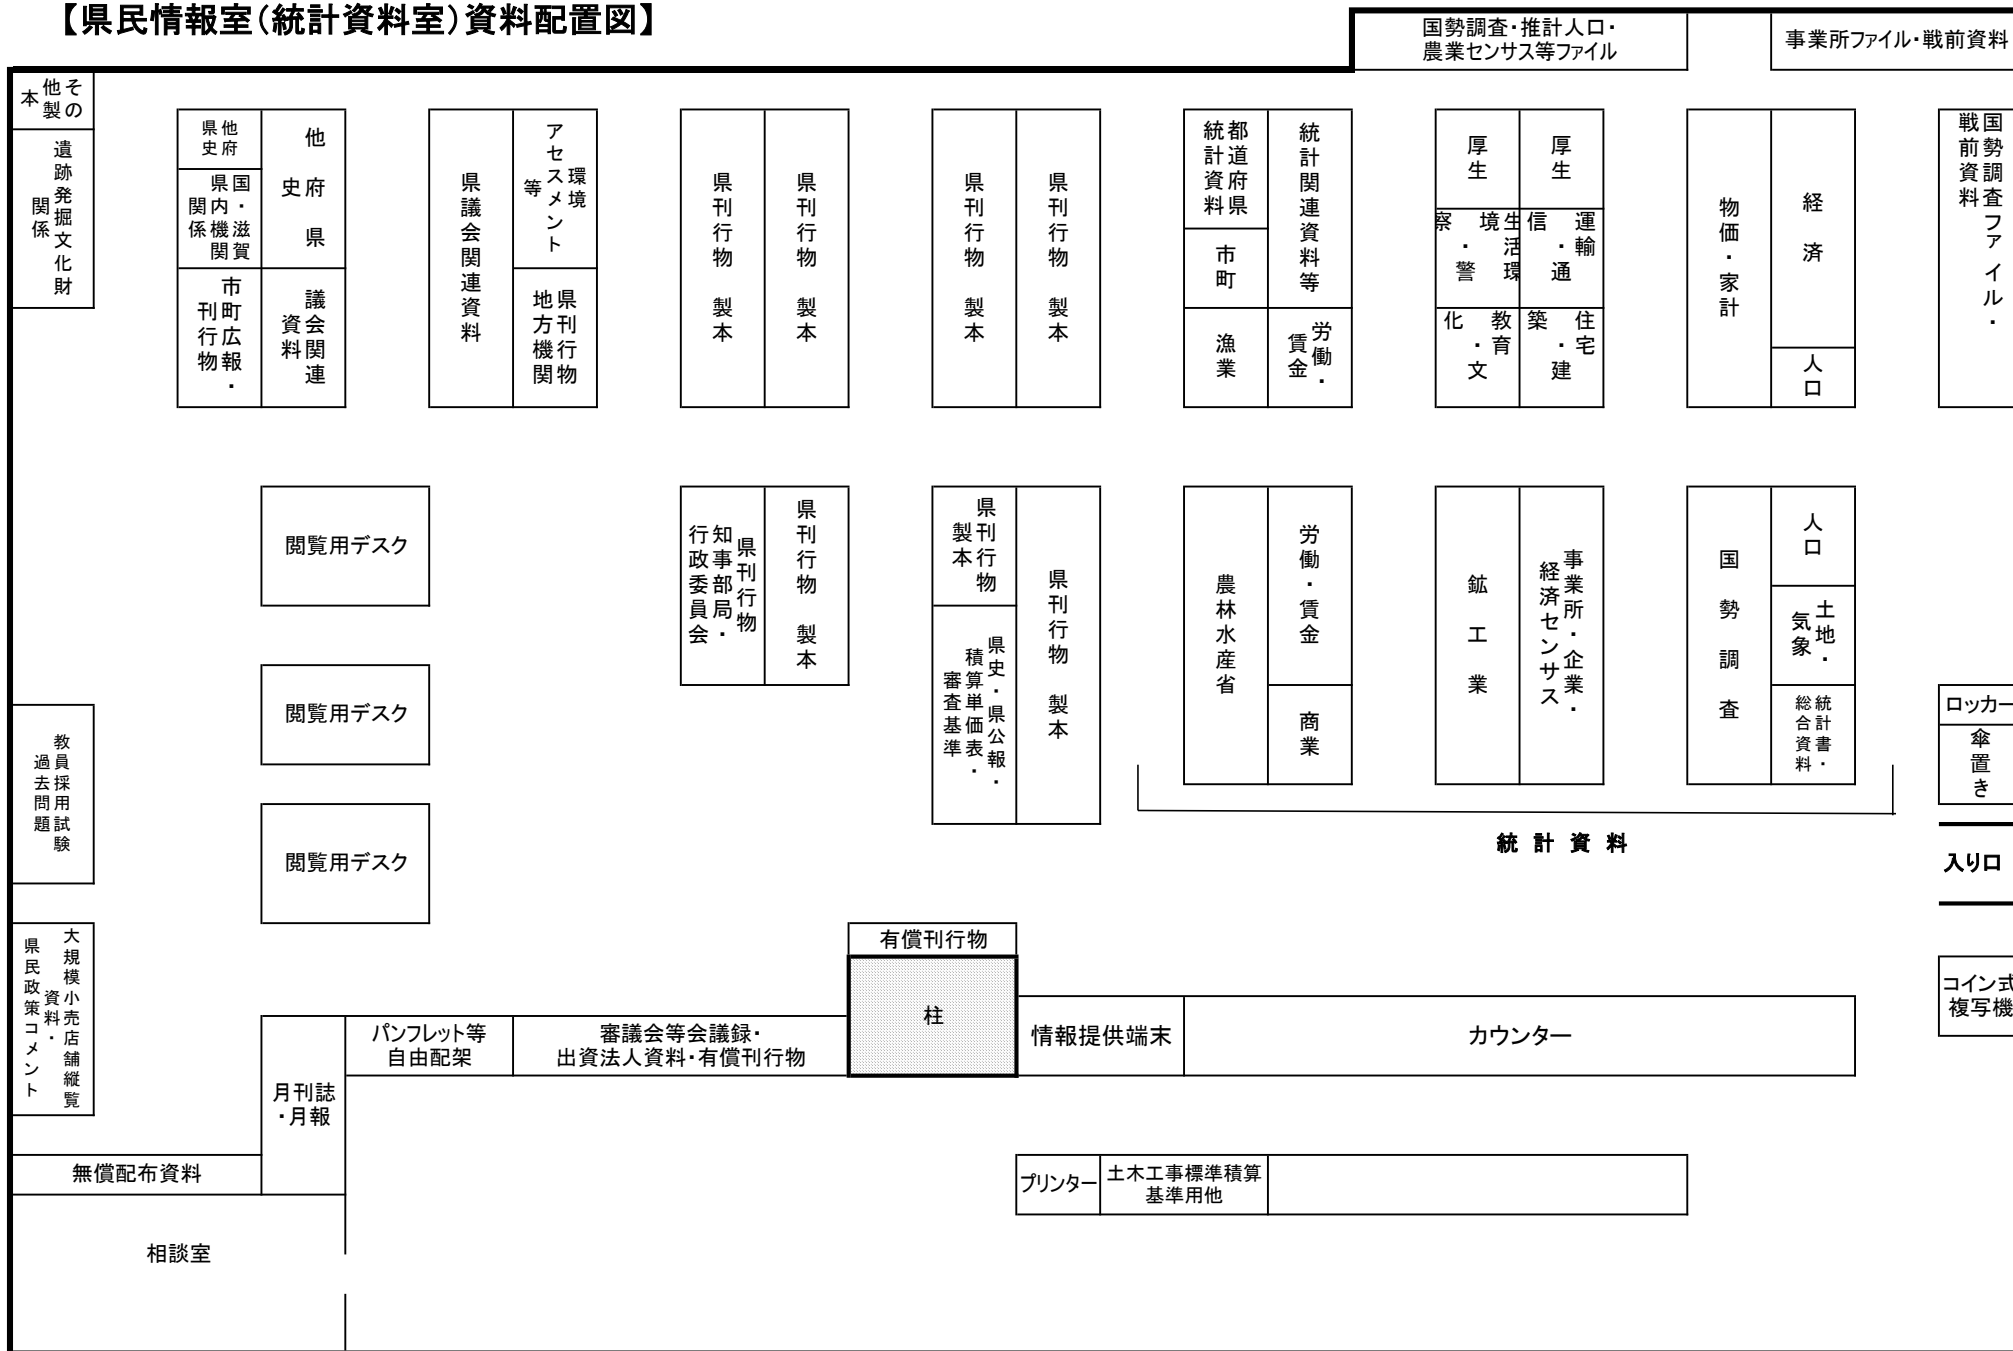 【県民情報室(統計資料室)資料配置図】
国勢調査・推計人口・
農業センサス等ファイル
事業所ファイル・戦前資料
その
他製
本
遺跡発掘文化財
関係
他府
県史
国・滋賀
県内機関
関係
市町広報・
刊行物
他府県
史
議会関連
資料
県議会関連資料
環境
アセスメント
等
県刊行物
地方機関
県刊行物 製本
県刊行物 製本
県刊行物 製本
県刊行物 製本
都道府県
統計資料
市町
漁業
統計関連資料等
労働・
賃金
厚生
生活環
境・警
察
教育
・文
化
厚生
運輸
・通
信
住宅
・建
築
物価・家計
経済
人口
国勢調査ファイル・
戦前資料
閲覧用デスク
閲覧用デスク
閲覧用デスク
県刊行物
知事部局・
行政委員会
県刊行物 製本
県刊行物
製本
県史・県公報・
積算単価表・
審査基準
県刊行物 製本
農林水産省
労働・賃金
商業
鉱工業
事業所・企業・
経済センサス
国勢調査
人口
土地・
気象
統計書・
総合資料
統計資料
ロッカー
傘置き
入り口
教員採用試験
過去問題
大規模小売店舗縦覧
資料・
県民政策コメント
有償刊行物
柱
コイン式
複写機
パンフレット等
自由配架
審議会等会議録・
出資法人資料・有償刊行物
情報提供端末
カウンター
月刊誌
・月報
無償配布資料
プリンター
土木工事標準積算
基準用他
相談室